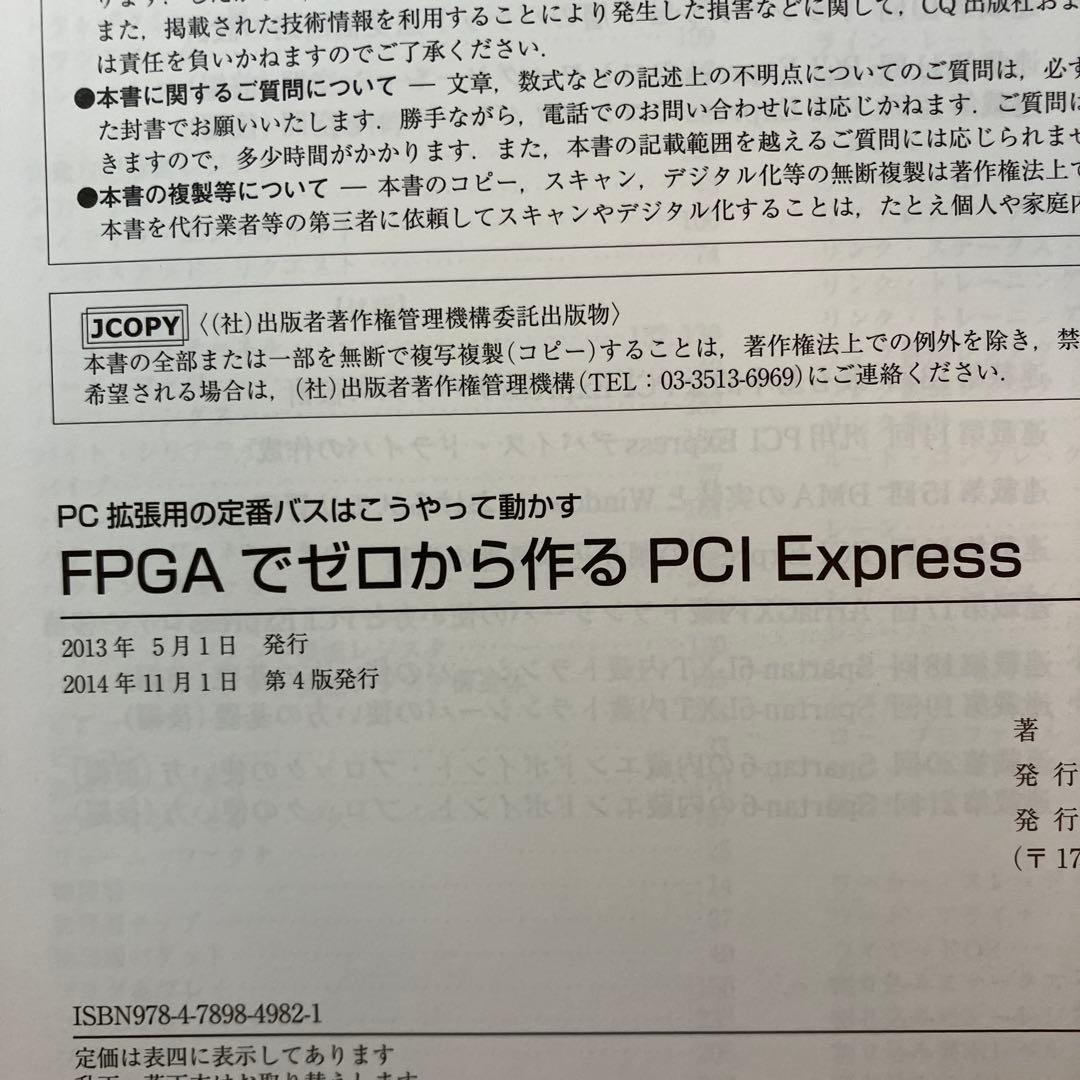 また，掲載された技術情報を利用することにより発生した損害などに関して，CQ出版社およ
は責任を負いかねますのでご了承ください．
●本書に関するご質問について ― 文章，数式などの記述上の不明点についてのご質問は，必ず
た封書でお願いいたします．勝手ながら，電話でのお問い合わせには応じかねます．ご質問は
きますので，多少時間がかかります．また，本書の記載範囲を越えるご質問には応じられませ
●本書の複製等について ― 本書のコピー，スキャン，デジタル化等の無断複製は著作権法上で
本書を代行業者等の第三者に依頼してスキャンやデジタル化することは，たとえ個人や家庭内
JCOPY〈(社)出版者著作権管理機構委託出版物〉
本書の全部または一部を無断で複写複製(コピー)することは，著作権法上での例外を除き，禁
希望される場合は，(社)出版者著作権管理機構(TEL：03-3513-6969)にご連絡ください．
PC 拡張用の定番バスはこうやって動かす
FPGA でゼロから作る PCI Express
2013年 5月1日 発行
2014年11月1日 第4版発行
著
発 行
発 行
(〒17
ISBN978-4-7898-4982-1
定価は表四に表示してあります